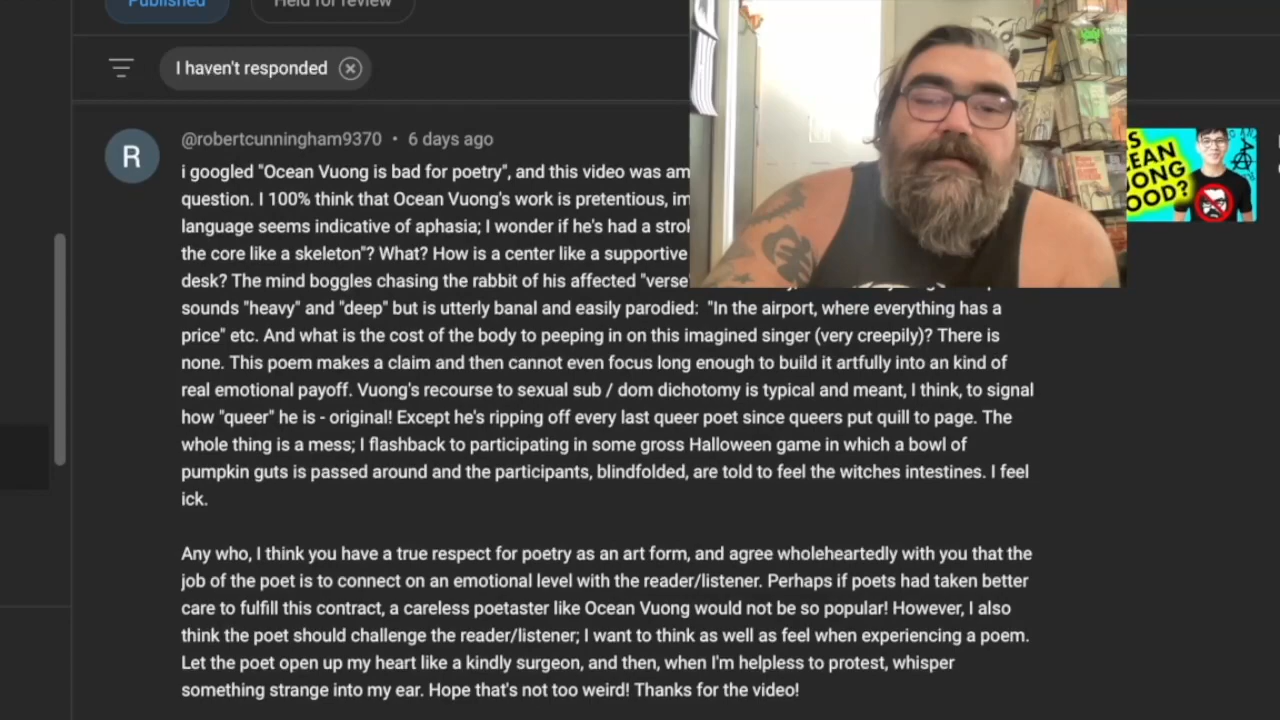 Published
Held for review
I haven't responded
@robertcunningham9370 • 6 days ago
R
i googled "Ocean Vuong is bad for poetry", and this video was am
question. I 100% think that Ocean Vuong's work is pretentious, im
language seems indicative of aphasia; I wonder if he's had a strol
the core like a skeleton"? What? How is a center like a supportive
desk? The mind boggles chasing the rabbit of his affected "verse
sounds "heavy" and "deep" but is utterly banal and easily parodied: "In the airport, where everything has a
price" etc. And what is the cost of the body to peeping in on this imagined singer (very creepily)? There is
none. This poem makes a claim and then cannot even focus long enough to build it artfully into an kind of
real emotional payoff. Vuong's recourse to sexual sub / dom dichotomy is typical and meant, I think, to signal
how "queer" he is - original! Except he's ripping off every last queer poet since queers put quill to page. The
whole thing is a mess; I flashback to participating in some gross Halloween game in which a bowl of
pumpkin guts is passed around and the participants, blindfolded, are told to feel the witches intestines. I feel
ick.
Any who, I think you have a true respect for poetry as an art form, and agree wholeheartedly with you that the
job of the poet is to connect on an emotional level with the reader/listener. Perhaps if poets had taken better
care to fulfill this contract, a careless poetaster like Ocean Vuong would not be so popular! However, I also
think the poet should challenge the reader/listener; I want to think as well as feel when experiencing a poem.
Let the poet open up my heart like a kindly surgeon, and then, when I'm helpless to protest, whisper
something strange into my ear. Hope that's not too weird! Thanks for the video!
S
EAN
ONG
OOD?